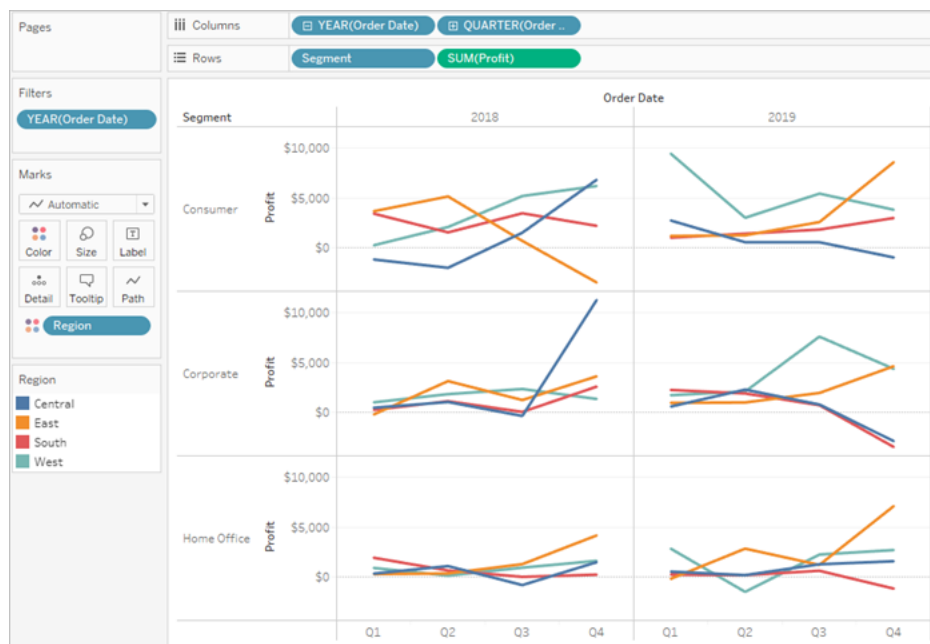 Pages
Columns
YEAR(Order Date)
QUARTER(Order ..
Rows
Segment
SUM(Profit)
Filters
YEAR(Order Date)
Marks
Automatic
Color
Size
Label
Detail
Tooltip
Path
Region
Region
Central
East
South
West
Order Date
Segment
2018
2019
Consumer
Profit
$10,000
$5,000
$0
Corporate
Profit
$10,000
$5,000
$0
Home Office
Profit
$10,000
$5,000
$0
Q1 Q2 Q3 Q4 Q1 Q2 Q3 Q4